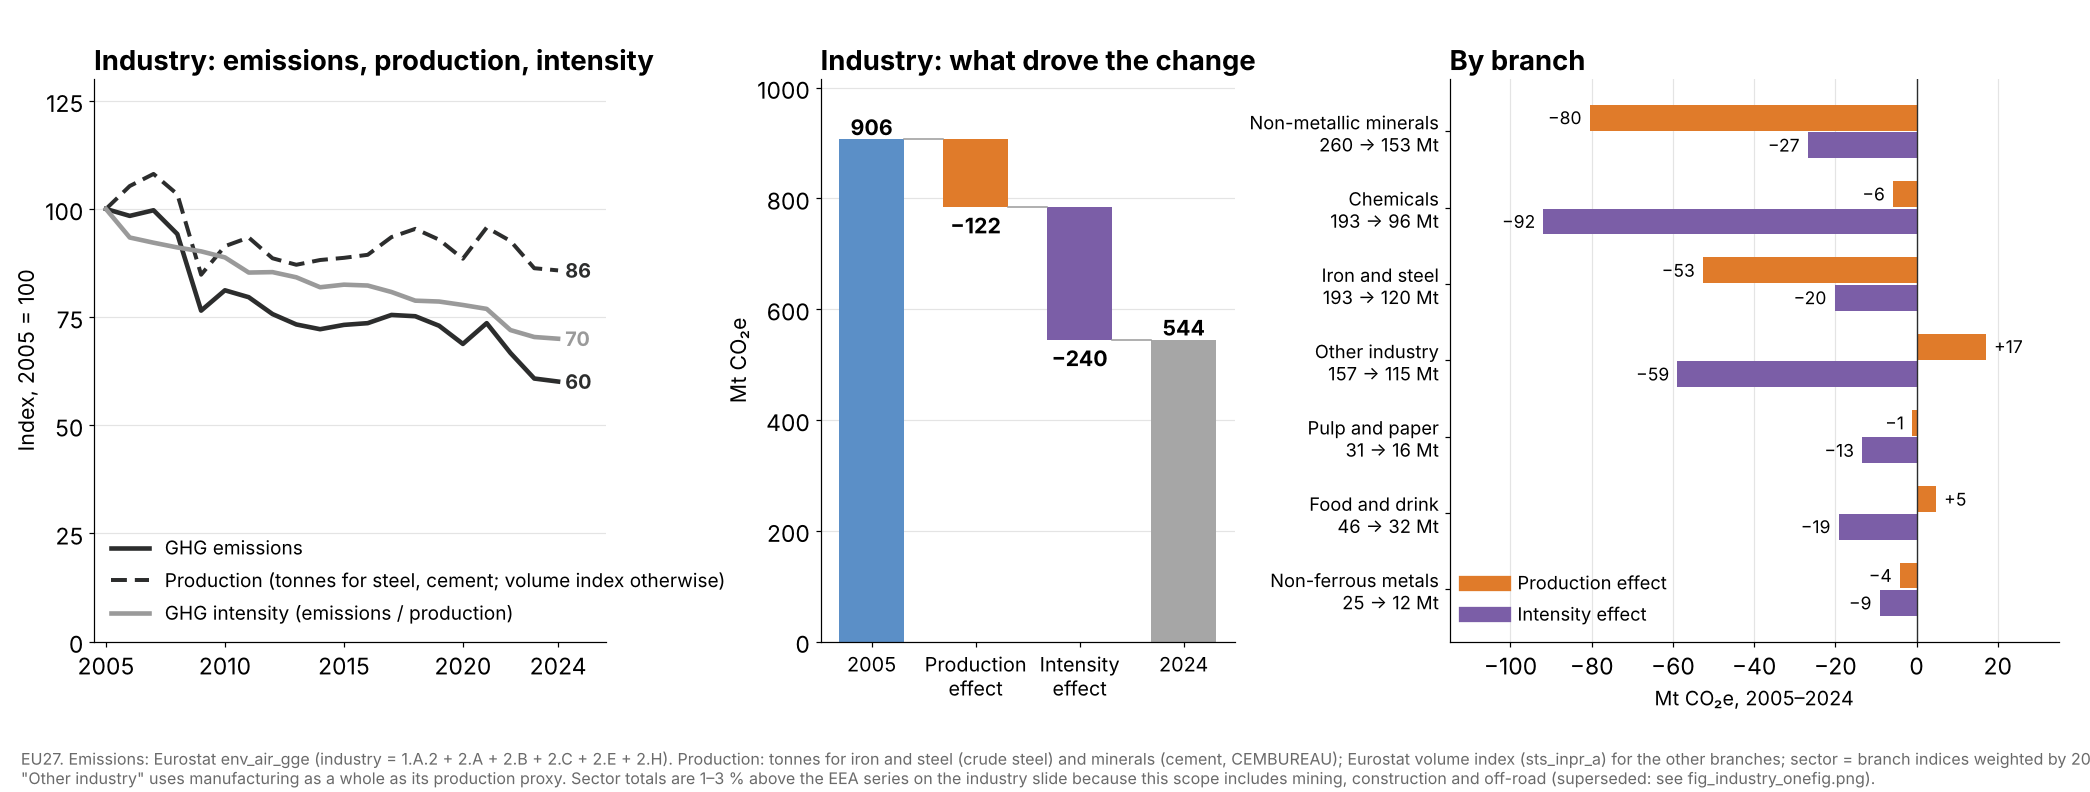 Industry: emissions, production, intensity
125
100
75
50
25
0
Index, 2005 = 100
86
70
60
GHG emissions
Production (tonnes for steel, cement; volume index otherwise)
GHG intensity (emissions / production)
2005
2010
2015
2020
2024
Industry: what drove the change
1000
800
600
400
200
0
Mt CO₂e
906
−122
−240
544
2005
Production
effect
Intensity
effect
2024
By branch
Non-metallic minerals
260 → 153 Mt
−80
−27
Chemicals
193 → 96 Mt
−6
−92
Iron and steel
193 → 120 Mt
−53
−20
Other industry
157 → 115 Mt
+17
−59
Pulp and paper
31 → 16 Mt
−1
−13
Food and drink
46 → 32 Mt
+5
−19
Non-ferrous metals
25 → 12 Mt
−4
−9
Production effect
Intensity effect
−100
−80
−60
−40
−20
0
20
Mt CO₂e, 2005–2024
EU27. Emissions: Eurostat env_air_gge (industry = 1.A.2 + 2.A + 2.B + 2.C + 2.E + 2.H). Production: tonnes for iron and steel (crude steel) and minerals (cement, CEMBUREAU); Eurostat volume index (sts_inpr_a) for the other branches; sector = branch indices weighted by 20
"Other industry" uses manufacturing as a whole as its production proxy. Sector totals are 1–3 % above the EEA series on the industry slide because this scope includes mining, construction and off-road (superseded: see fig_industry_onefig.png).